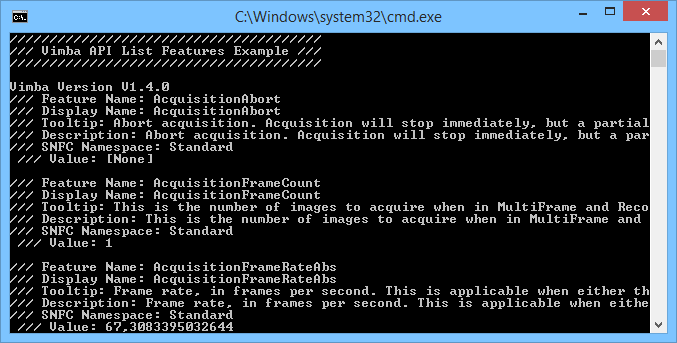 C:\Windows\system32\cmd.exe
///////////////////////////////////////
/// Vimba API List Features Example ///
///////////////////////////////////////
Vimba Version V1.4.0
/// Feature Name: AcquisitionAbort
/// Display Name: AcquisitionAbort
/// Tooltip: Abort acquisition. Acquisition will stop immediately, but a partial
/// Description: Abort acquisition. Acquisition will stop immediately, but a par
/// SNFC Namespace: Standard
/// Value: [None]
/// Feature Name: AcquisitionFrameCount
/// Display Name: AcquisitionFrameCount
/// Tooltip: This is the number of images to acquire when in MultiFrame and Reco
/// Description: This is the number of images to acquire when in MultiFrame and
/// SNFC Namespace: Standard
/// Value: 1
/// Feature Name: AcquisitionFrameRateAbs
/// Display Name: AcquisitionFrameRateAbs
/// Tooltip: Frame rate, in frames per second. This is applicable when either th
/// Description: Frame rate, in frames per second. This is applicable when eithe
/// SNFC Namespace: Standard
/// Value: 67,3083395032644